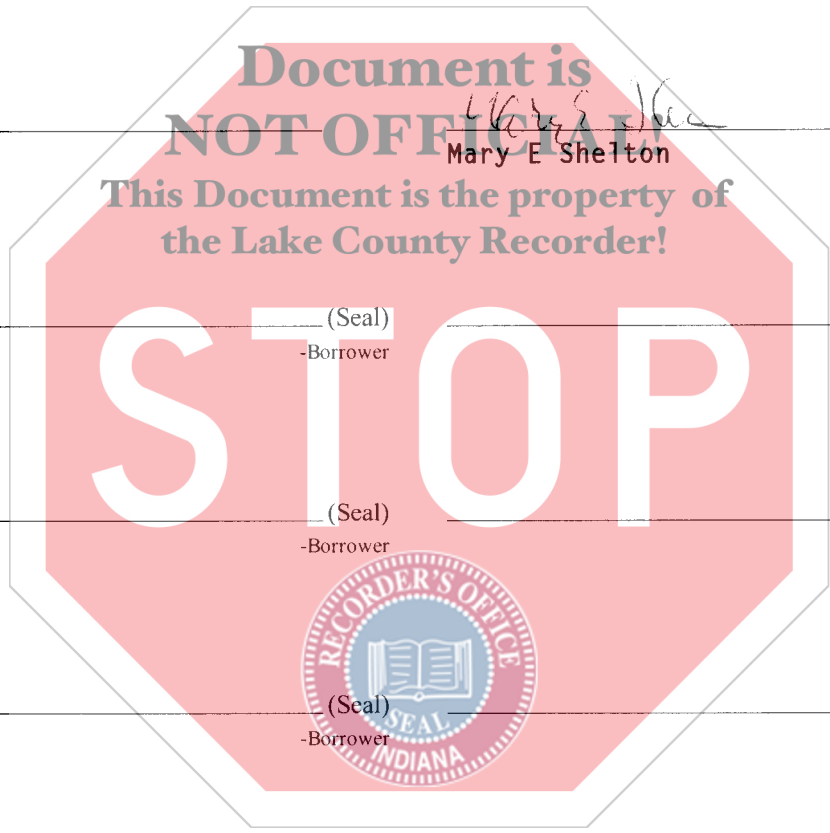 Document is
NOT OFFICIAL!
Mary E Shelton
This Document is the property of
the Lake County Recorder!
(Seal)
-Borrower
STOP
(Seal)
-Borrower
RECORDER'S OFFICE
(Seal)
SEAL
-Borrower
INDIANA